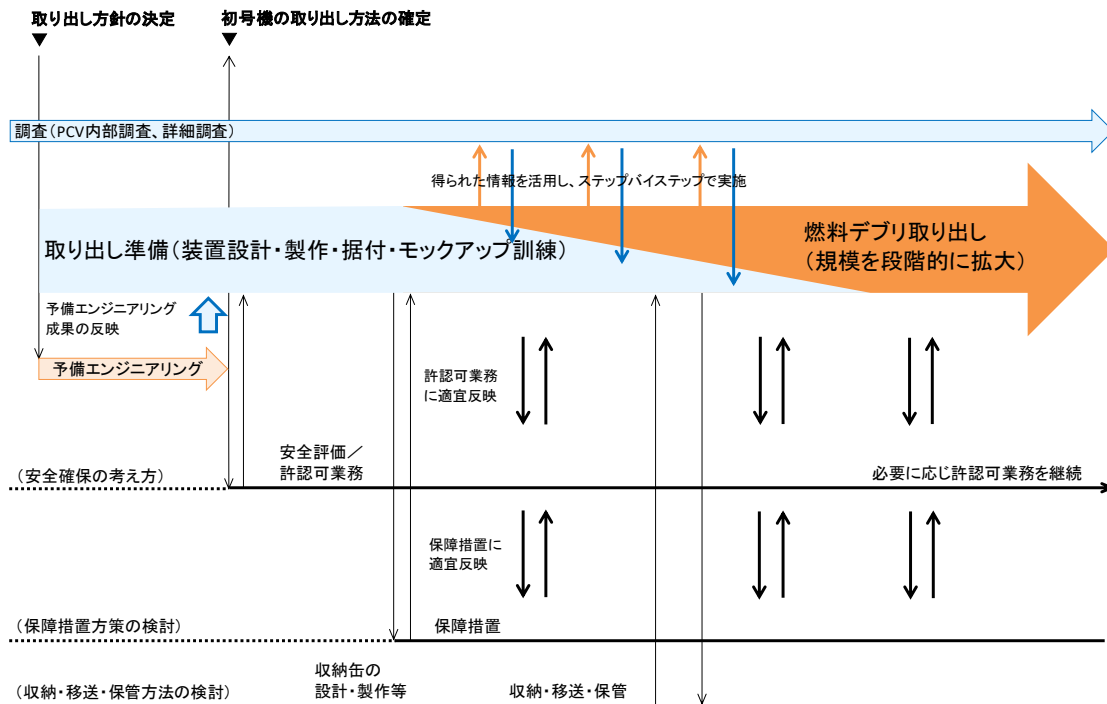 取り出し方針の決定
初号機の取り出し方法の確定
調査(PCV内部調査、詳細調査)
得られた情報を活用し、ステップバイステップで実施
取り出し準備(装置設計・製作・据付・モックアップ訓練)
燃料デブリ取り出し
(規模を段階的に拡大)
予備エンジニアリング
成果の反映
予備エンジニアリング
許認可業務
に適宜反映
安全評価/
許認可業務
(安全確保の考え方)
必要に応じ許認可業務を継続
保障措置に
適宜反映
(保障措置方策の検討)
保障措置
収納缶の
設計・製作等
(収納・移送・保管方法の検討)
収納・移送・保管